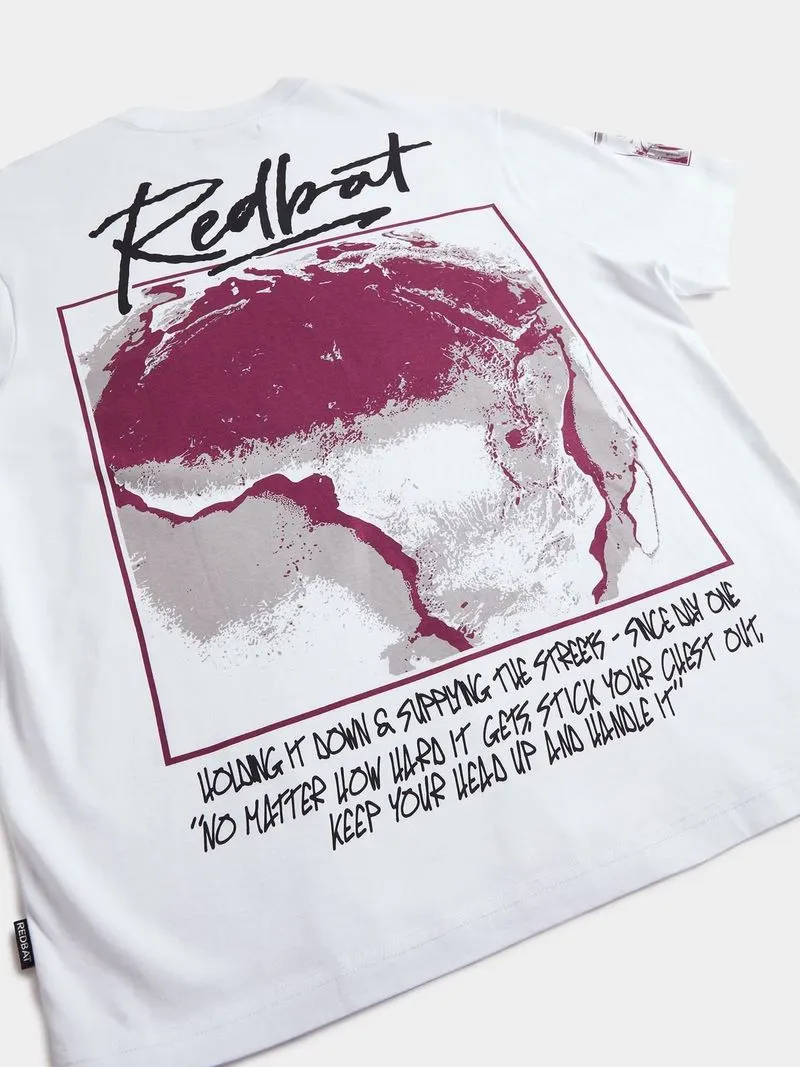 Redbat
HOLDING IT DOWN & SUPPLYING THE STREETS - SINCE DAY ONE
"NO MATTER HOW HARD IT GETS, STICK YOUR CHEST OUT,
KEEP YOUR HEAD UP AND HANDLE IT"
REDBAT